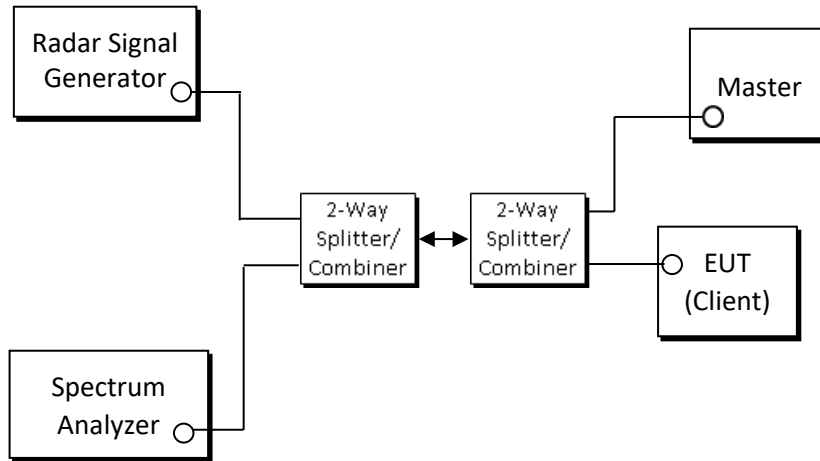 Radar Signal
Generator
Master
2-Way
Splitter/
Combiner
2-Way
Splitter/
Combiner
EUT
(Client)
Spectrum
Analyzer